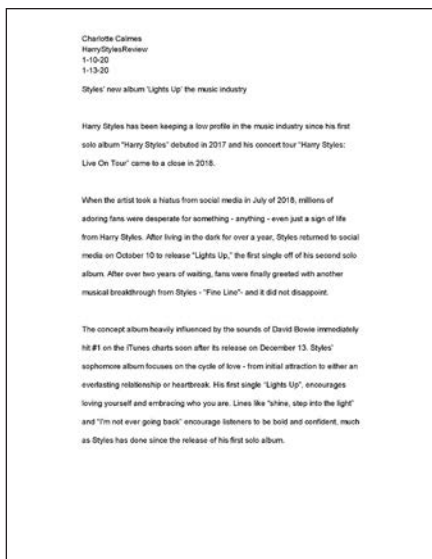 Charlotte Calmes
HarryStylesReview
1-10-20
1-13-20
Styles' new album 'Lights Up' the music industry
Harry Styles has been keeping a low profile in the music industry since his first
solo album "Harry Styles" debuted in 2017 and his concert tour "Harry Styles:
Live On Tour" came to a close in 2018.
When the artist took a hiatus from social media in July of 2018, millions of
adoring fans were desperate for something - anything - even just a sign of life
from Harry Styles. After living in the dark for over a year, Styles returned to social
media on October 10 to release "Lights Up," the first single off of his second solo
album. After over two years of waiting, fans were finally greeted with another
musical breakthrough from Styles - "Fine Line"- and it did not disappoint.
The concept album heavily influenced by the sounds of David Bowie immediately
hit #1 on the iTunes charts soon after its release on December 13. Styles'
sophomore album focuses on the cycle of love - from initial attraction to either an
everlasting relationship or heartbreak. His first single "Lights Up", encourages
loving yourself and embracing who you are. Lines like "shine, step into the light"
and "I'm not ever going back" encourage listeners to be bold and confident, much
as Styles has done since the release of his first solo album.